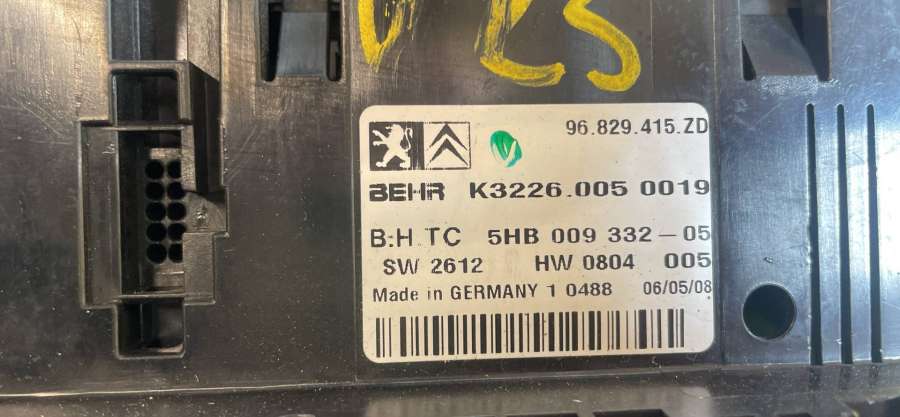 96.829.415.ZD
BEHR K3226.005 0019
B:H.TC 5HB 009 332-05
SW 2612 HW 0804 005
Made in GERMANY 1 0488 06/05/08